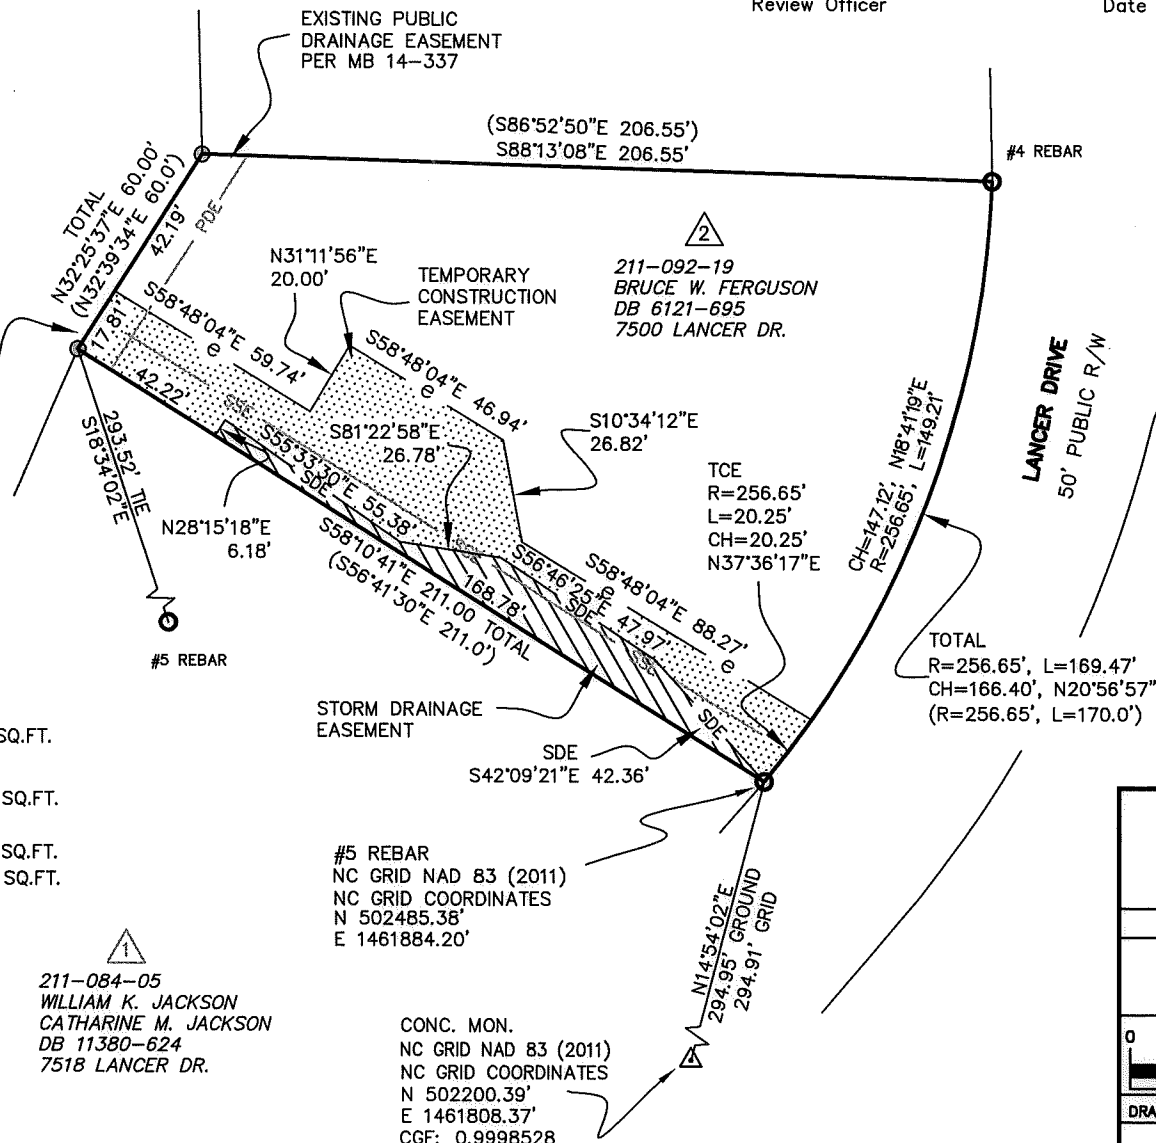 Review Officer
Date
EXISTING PUBLIC
DRAINAGE EASEMENT
PER MB 14-337
(S86°52'50"E 206.55')
S88°13'08"E 206.55'
#4 REBAR
TOTAL
N32°25'37"E 60.00'
(N32°39'34"E 60.0')
42.19'
17.81'
PDE
N31°11'56"E
20.00'
TEMPORARY
CONSTRUCTION
EASEMENT
2
211-092-19
BRUCE W. FERGUSON
DB 6121-695
7500 LANCER DR.
LANCER DRIVE
50' PUBLIC R/W
S58°48'04"E 59.74'
e
S58°48'04"E 46.94'
e
S10°34'12"E
26.82'
42.22'
SSE
S81°22'58"E
26.78'
S55°33'30"E 55.38'
SDE
293.52' TIE
S18°34'02"E
N28°15'18"E
6.18'
TCE
R=256.65'
L=20.25'
CH=20.25'
N37°36'17"E
CH=147.12', N18°41'19"E
R=256.65', L=149.21'
S58°10'41"E 211.00 TOTAL
(S56°41'30"E 211.0')
168.78'
S56°46'25"E 47.97'
SDE
S58°48'04"E 88.27'
e
e
SSE
SDE
#5 REBAR
TOTAL
R=256.65', L=169.47'
CH=166.40', N20°56'57"
(R=256.65', L=170.0')
STORM DRAINAGE
EASEMENT
SDE
S42°09'21"E 42.36'
SQ.FT.
SQ.FT.
SQ.FT.
SQ.FT.
#5 REBAR
NC GRID NAD 83 (2011)
NC GRID COORDINATES
N 502485.38'
E 1461884.20'
N14°54'02"E
294.95' GROUND
294.91' GRID
1
211-084-05
WILLIAM K. JACKSON
CATHARINE M. JACKSON
DB 11380-624
7518 LANCER DR.
CONC. MON.
NC GRID NAD 83 (2011)
NC GRID COORDINATES
N 502200.39'
E 1461808.37'
CGF: 0.9998528
0
DRA